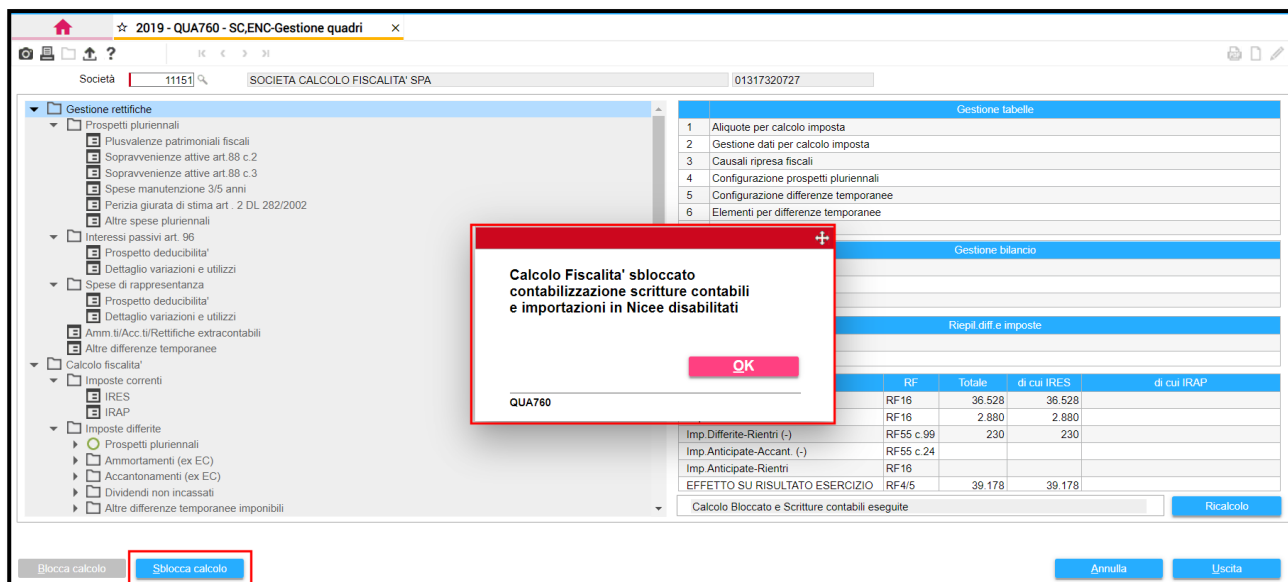 2019 - QUA760 - SC,ENC-Gestione quadri
Società 11151 SOCIETA CALCOLO FISCALITA' SPA 01317320727
Gestione rettifiche
Prospetti pluriennali
Plusvalenze patrimoniali fiscali
Sopravvenienze attive art.88 c.2
Sopravvenienze attive art.88 c.3
Spese manutenzione 3/5 anni
Perizia giurata di stima art . 2 DL 282/2002
Altre spese pluriennali
Interessi passivi art. 96
Prospetto deducibilita'
Dettaglio variazioni e utilizzi
Spese di rappresentanza
Prospetto deducibilita'
Dettaglio variazioni e utilizzi
Amm.ti/Acc.ti/Rettifiche extracontabili
Altre differenze temporanee
Calcolo fiscalita'
Imposte correnti
IRES
IRAP
Imposte differite
Prospetti pluriennali
Ammortamenti (ex EC)
Accantonamenti (ex EC)
Dividendi non incassati
Altre differenze temporanee imponibili
Gestione tabelle
1 Aliquote per calcolo imposta
2 Gestione dati per calcolo imposta
3 Causali ripresa fiscali
4 Configurazione prospetti pluriennali
5 Configurazione differenze temporanee
6 Elementi per differenze temporanee
Gestione bilancio
Riepil.diff.e imposte
RF Totale di cui IRES di cui IRAP
RF16 36.528 36.528
RF16 2.880 2.880
Imp.Differite-Rientri (-) RF55 c.99 230 230
Imp.Anticipate-Accant. (-) RF55 c.24
Imp.Anticipate-Rientri RF16
EFFETTO SU RISULTATO ESERCIZIO RF4/5 39.178 39.178
Calcolo Bloccato e Scritture contabili eseguite Ricalcolo
Calcolo Fiscalita' sbloccato
contabilizzazione scritture contabili
e importazioni in Nicee disabilitati
OK
QUA760
Blocca calcolo Sblocca calcolo Annulla Uscita